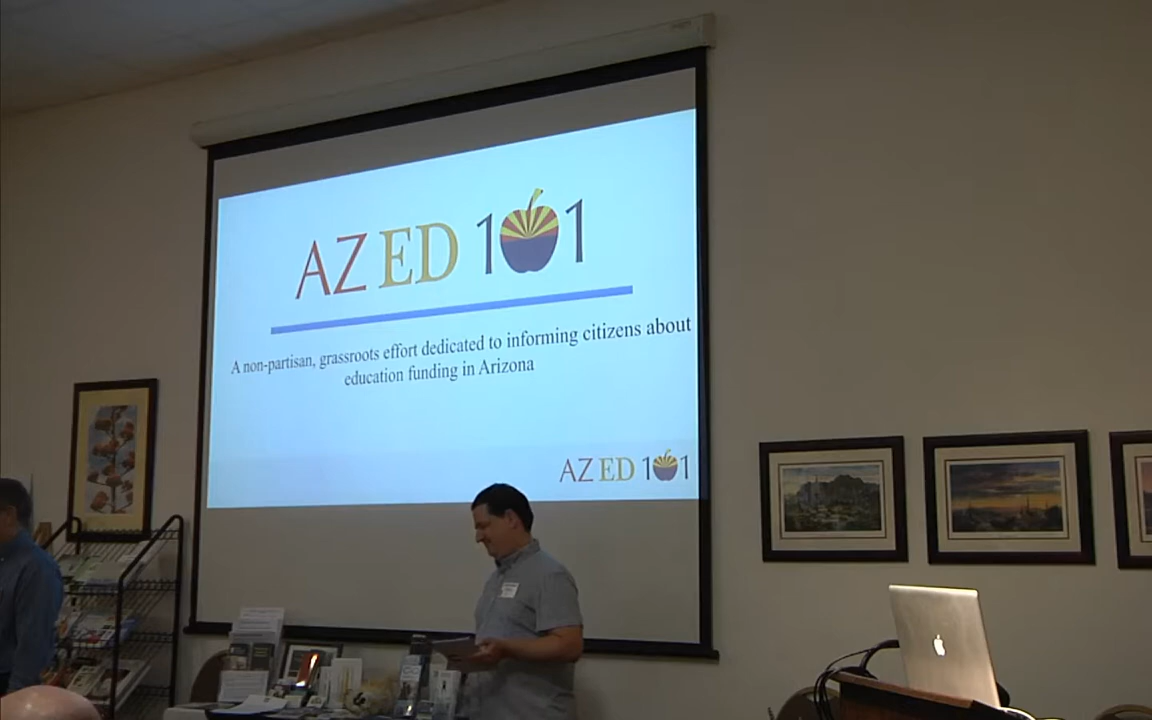 AZ ED 101
A non-partisan, grassroots effort dedicated to informing citizens about
education funding in Arizona
AZ ED 101